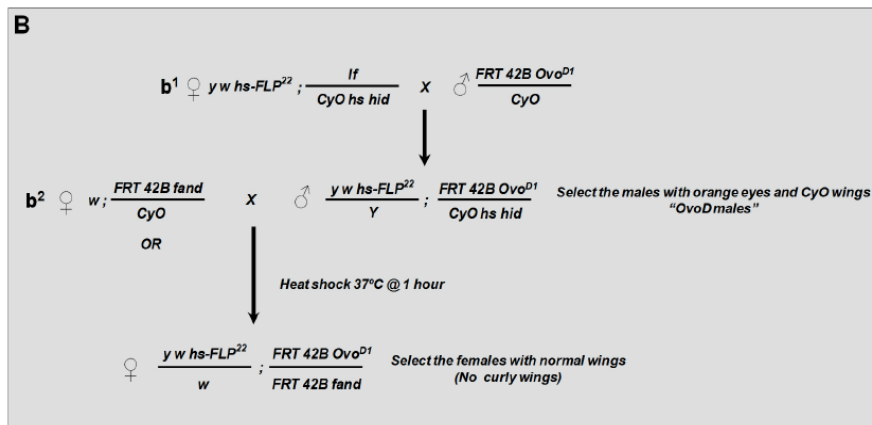 B
If
FRT 42B Ovo^D1
b¹ ♀ y w hs-FLP²² ; X ♂
CyO hs hid
CyO
FRT 42B fand
y w hs-FLP²²
FRT 42B Ovo^D1
b² ♀ w ; X ♂ ; Select the males with orange eyes and CyO wings
CyO
Y
CyO hs hid
"OvoD males"
OR
Heat shock 37ºC @ 1 hour
y w hs-FLP²²
FRT 42B Ovo^D1
Select the females with normal wings
♀ ;
(No curly wings)
w
FRT 42B fand